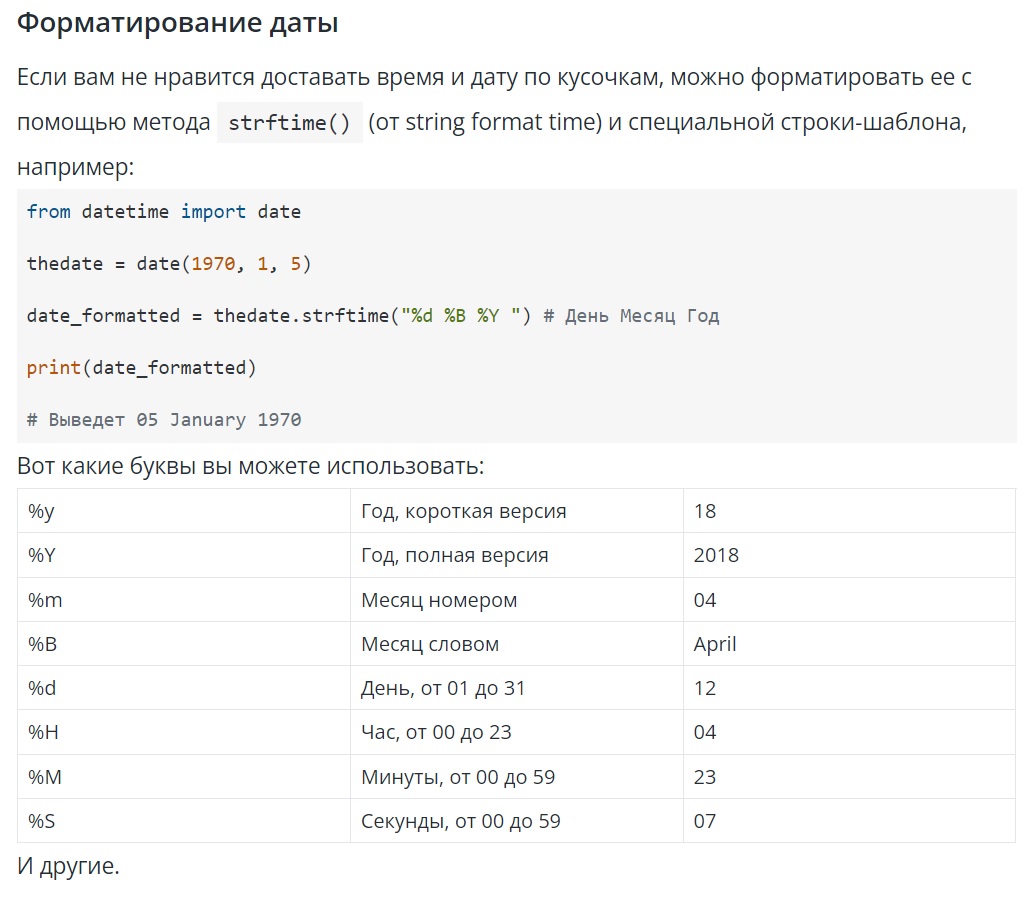 Форматирование даты
Если вам не нравится доставать время и дату по кусочкам, можно форматировать ее с
помощью метода strftime() (от string format time) и специальной строки-шаблона,
например:
from datetime import date
thedate = date(1970, 1, 5)
date_formatted = thedate.strftime("%d %B %Y ") # День Месяц Год
print(date_formatted)
# Выведет 05 January 1970
Вот какие буквы вы можете использовать:
%y Год, короткая версия 18
%Y Год, полная версия 2018
%m Месяц номером 04
%B Месяц словом April
%d День, от 01 до 31 12
%H Час, от 00 до 23 04
%M Минуты, от 00 до 59 23
%S Секунды, от 00 до 59 07
И другие.